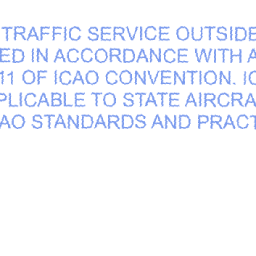 TRAFFIC SERVICE OUTSIDE
ED IN ACCORDANCE WITH A
11 OF ICAO CONVENTION. IC
PLICABLE TO STATE AIRCRA
AO STANDARDS AND PRACT